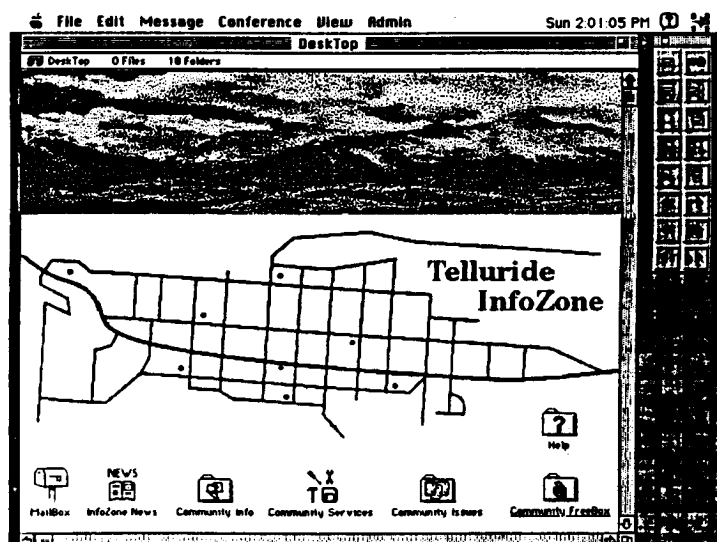 File Edit Message Conference View Admin Sun 2:01:05 PM
DeskTop
DeskTop 0 Files 18 Folders
Telluride
InfoZone
?
Help
NEWS
MailBox InfoZone News Community Info Community Services Community Issues Community FreeBox